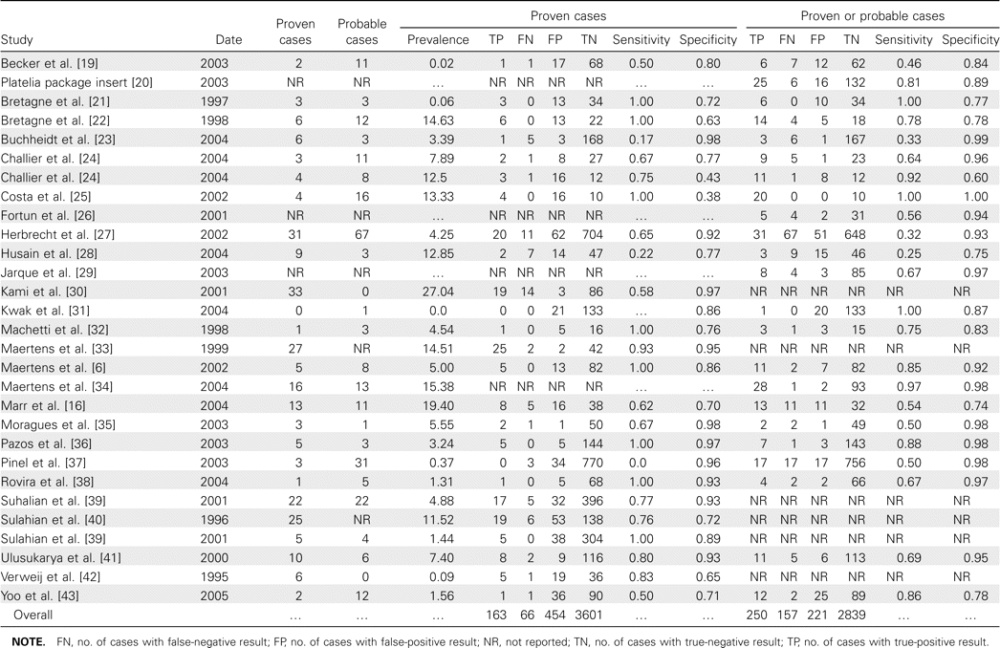 Proven cases Proven or probable cases
Proven Probable
Study Date cases cases Prevalence TP FN FP TN Sensitivity Specificity TP FN FP TN Sensitivity Specificity
Becker et al. [19] 2003 2 11 0.02 1 1 17 68 0.50 0.80 6 7 12 62 0.46 0.84
Platelia package insert [20] 2003 NR NR … NR NR NR NR … … 25 6 16 132 0.81 0.89
Bretagne et al. [21] 1997 3 3 0.06 3 0 13 34 1.00 0.72 6 0 10 34 1.00 0.77
Bretagne et al. [22] 1998 6 12 14.63 6 0 13 22 1.00 0.63 14 4 5 18 0.78 0.78
Buchheidt et al. [23] 2004 6 3 3.39 1 5 3 168 0.17 0.98 3 6 1 167 0.33 0.99
Challier et al. [24] 2004 3 11 7.89 2 1 8 27 0.67 0.77 9 5 1 23 0.64 0.96
Challier et al. [24] 2004 4 8 12.5 3 1 16 12 0.75 0.43 11 1 8 12 0.92 0.60
Costa et al. [25] 2002 4 16 13.33 4 0 16 10 1.00 0.38 20 0 0 10 1.00 1.00
Fortun et al. [26] 2001 NR NR … NR NR NR NR … … 5 4 2 31 0.56 0.94
Herbrecht et al. [27] 2002 31 67 4.25 20 11 62 704 0.65 0.92 31 67 51 648 0.32 0.93
Husain et al. [28] 2004 9 3 12.85 2 7 14 47 0.22 0.77 3 9 15 46 0.25 0.75
Jarque et al. [29] 2003 NR NR … NR NR NR NR … … 8 4 3 85 0.67 0.97
Kami et al. [30] 2001 33 0 27.04 19 14 3 86 0.58 0.97 NR NR NR NR NR NR
Kwak et al. [31] 2004 0 1 0.0 0 0 21 133 … 0.86 1 0 20 133 1.00 0.87
Machetti et al. [32] 1998 1 3 4.54 1 0 5 16 1.00 0.76 3 1 3 15 0.75 0.83
Maertens et al. [33] 1999 27 NR 14.51 25 2 2 42 0.93 0.95 NR NR NR NR NR NR
Maertens et al. [6] 2002 5 8 5.00 5 0 13 82 1.00 0.86 11 2 7 82 0.85 0.92
Maertens et al. [34] 2004 16 13 15.38 NR NR NR NR … … 28 1 2 93 0.97 0.98
Marr et al. [16] 2004 13 11 19.40 8 5 16 38 0.62 0.70 13 11 11 32 0.54 0.74
Moragues et al. [35] 2003 3 1 5.55 2 1 1 50 0.67 0.98 2 2 1 49 0.50 0.98
Pazos et al. [36] 2003 5 3 3.24 5 0 5 144 1.00 0.97 7 1 3 143 0.88 0.98
Pinel et al. [37] 2003 3 31 0.37 0 3 34 770 0.0 0.96 17 17 17 756 0.50 0.98
Rovira et al. [38] 2004 1 5 1.31 1 0 5 68 1.00 0.93 4 2 2 66 0.67 0.97
Suhalian et al. [39] 2001 22 22 4.88 17 5 32 396 0.77 0.93 NR NR NR NR NR NR
Sulahian et al. [40] 1996 25 NR 11.52 19 6 53 138 0.76 0.72 NR NR NR NR NR NR
Sulahian et al. [39] 2001 5 4 1.44 5 0 38 304 1.00 0.89 NR NR NR NR NR NR
Ulusukarya et al. [41] 2000 10 6 7.40 8 2 9 116 0.80 0.93 11 5 6 113 0.69 0.95
Verweij et al. [42] 1995 6 0 0.09 5 1 19 36 0.83 0.65 NR NR NR NR NR NR
Yoo et al. [43] 2005 2 12 1.56 1 1 36 90 0.50 0.71 12 2 25 89 0.86 0.78
Overall … … … 163 66 454 3601 … … 250 157 221 2839 … …
NOTE. FN, no. of cases with false-negative result; FP, no. of cases with false-positive result; NR, not reported; TN, no. of cases with true-negative result; TP, no. of cases with true-positive result.